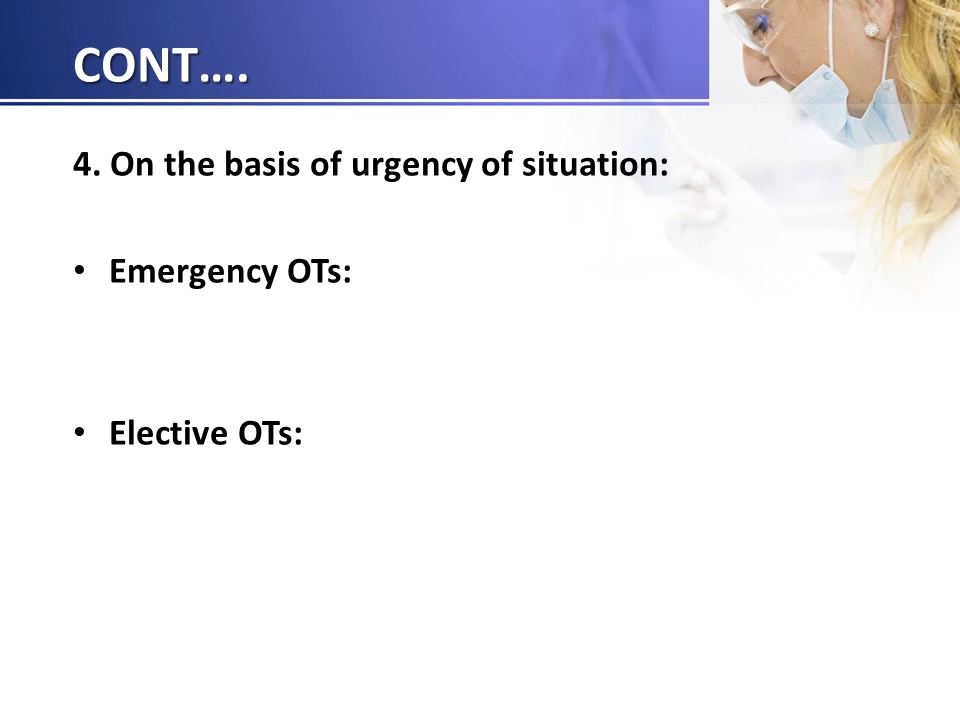 CONT....
4. On the basis of urgency of situation:
• Emergency OTs:
• Elective OTs: